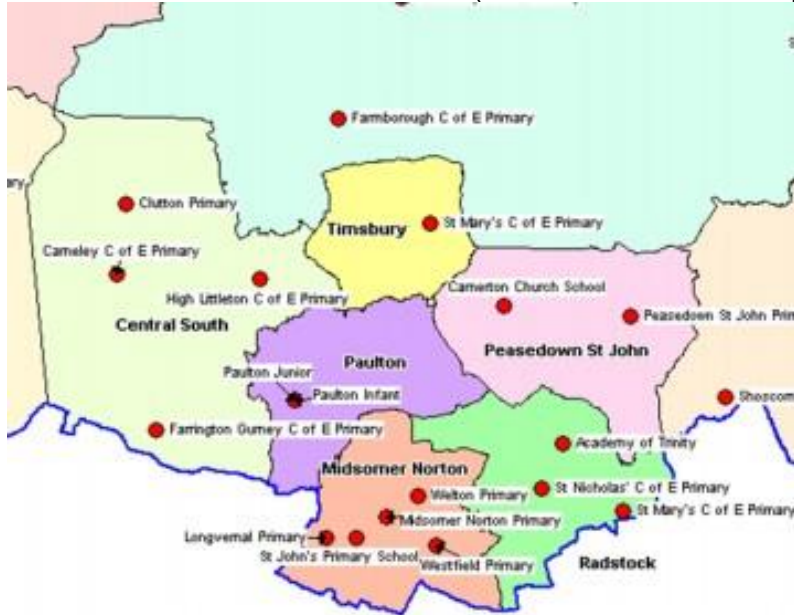 Farmborough C of E Primary
ary
Clutton Primary
Timsbury
St Mary's C of E Primary
Cameley C of E Primary
High Littleton C of E Primary
Camerton Church School
Central South
Peasedown St John Prim
Paulton
Peasedown St John
Paulton Junior
Paulton Infant
Shoscom
Farrington Gurney C of E Primary
Academy of Trinity
Midsomer Norton
Welton Primary
St Nicholas' C of E Primary
Midsomer Norton Primary
St Mary's C of E Primary
Longvernal Primary
St John's Primary School
Westfield Primary
Radstock